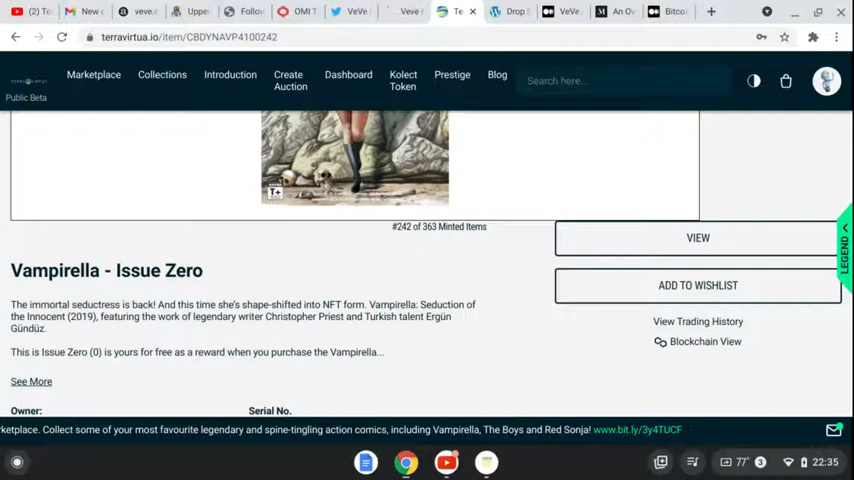 (2) Te
New
veve.c
Upper
Follov
OMI T
VeVe
Veve
Te
Drop S
VeVe
An Ov
Bitcoi
terravirtua.io/item/CBDYNAVP4100242
Public Beta
Marketplace
Collections
Introduction
Create Auction
Dashboard
Kolect Token
Prestige
Blog
Search here...
#242 of 363 Minted Items
VIEW
LEGEND
Vampirella - Issue Zero
ADD TO WISHLIST
The immortal seductress is back! And this time she's shape-shifted into NFT form. Vampirella: Seduction of
the Innocent (2019), featuring the work of legendary writer Christopher Priest and Turkish talent Ergün
Gündüz.
View Trading History
Blockchain View
This is Issue Zero (0) is yours for free as a reward when you purchase the Vampirella...
See More
Owner:
Serial No.
ketplace. Collect some of your most favourite legendary and spine-tingling action comics, including Vampirella, The Boys and Red Sonja! www.bit.ly/3y4TUCF
77° 3 22:35